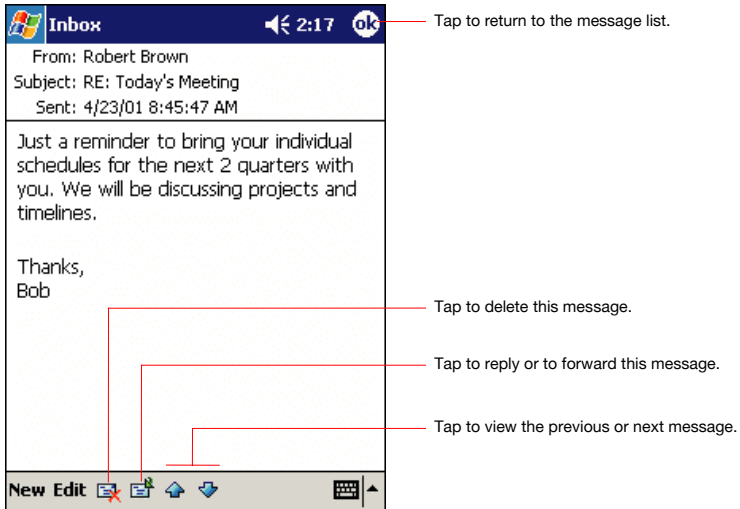 Inbox 2:17 ok
Tap to return to the message list.
From: Robert Brown
Subject: RE: Today's Meeting
Sent: 4/23/01 8:45:47 AM
Just a reminder to bring your individual
schedules for the next 2 quarters with
you. We will be discussing projects and
timelines.
Thanks,
Bob
Tap to delete this message.
Tap to reply or to forward this message.
Tap to view the previous or next message.
New Edit